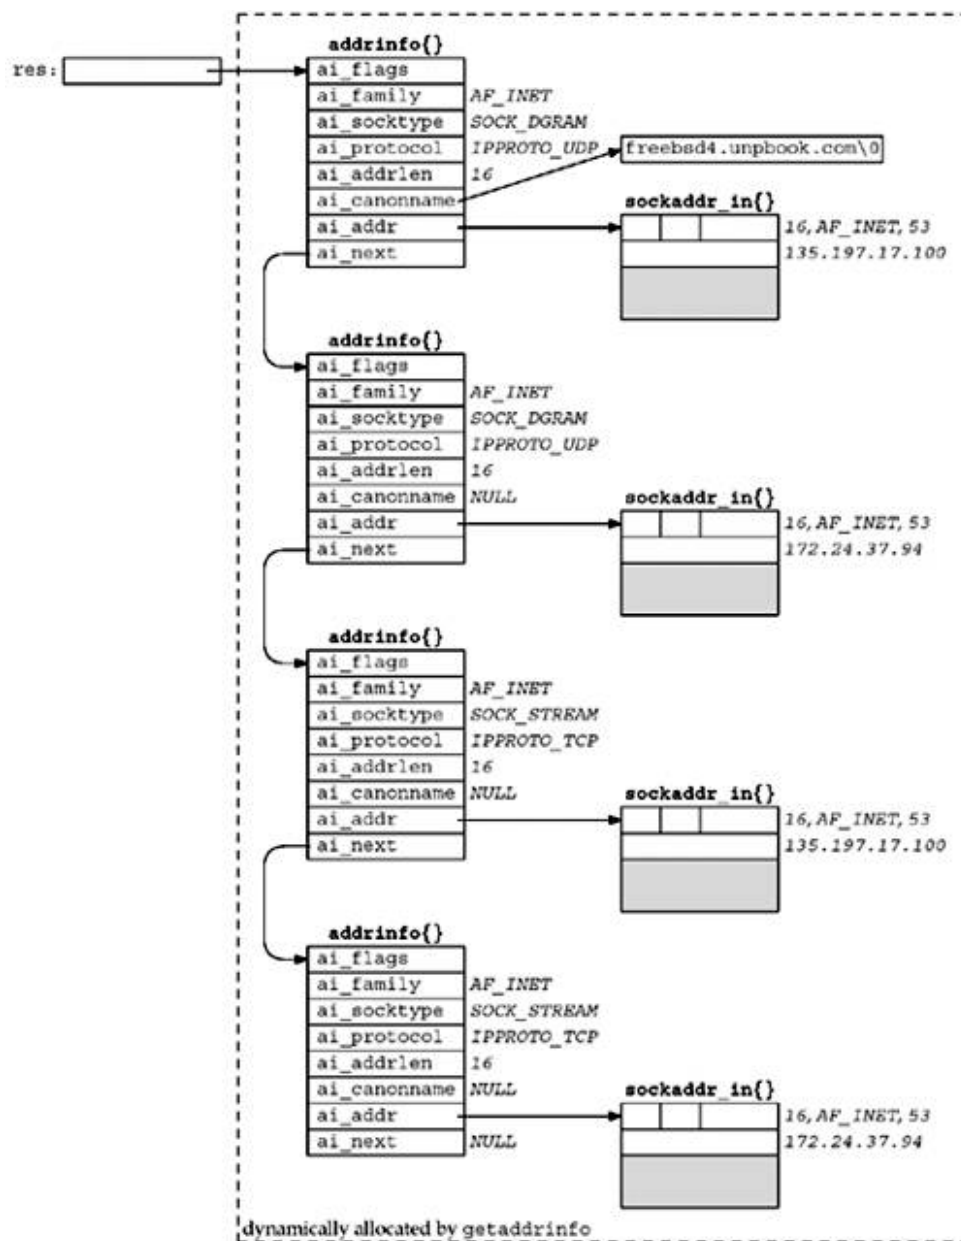 addrinfo{}
res:
ai_flags
ai_family AF_INET
ai_socktype SOCK_DGRAM
ai_protocol IPPROTO_UDP
freebsd4.unpbook.com\0
ai_addrlen 16
ai_canonname
sockaddr_in{}
ai_addr
16,AF_INET,53
ai_next
135.197.17.100
addrinfo{}
ai_flags
ai_family AF_INET
ai_socktype SOCK_DGRAM
ai_protocol IPPROTO_UDP
ai_addrlen 16
ai_canonname NULL
sockaddr_in{}
ai_addr
16,AF_INET,53
ai_next
172.24.37.94
addrinfo{}
ai_flags
ai_family AF_INET
ai_socktype SOCK_STREAM
ai_protocol IPPROTO_TCP
ai_addrlen 16
ai_canonname NULL
sockaddr_in{}
ai_addr
16,AF_INET,53
ai_next
135.197.17.100
addrinfo{}
ai_flags
ai_family AF_INET
ai_socktype SOCK_STREAM
ai_protocol IPPROTO_TCP
ai_addrlen 16
ai_canonname NULL
sockaddr_in{}
ai_addr
16,AF_INET,53
ai_next NULL
172.24.37.94
dynamically allocated by getaddrinfo